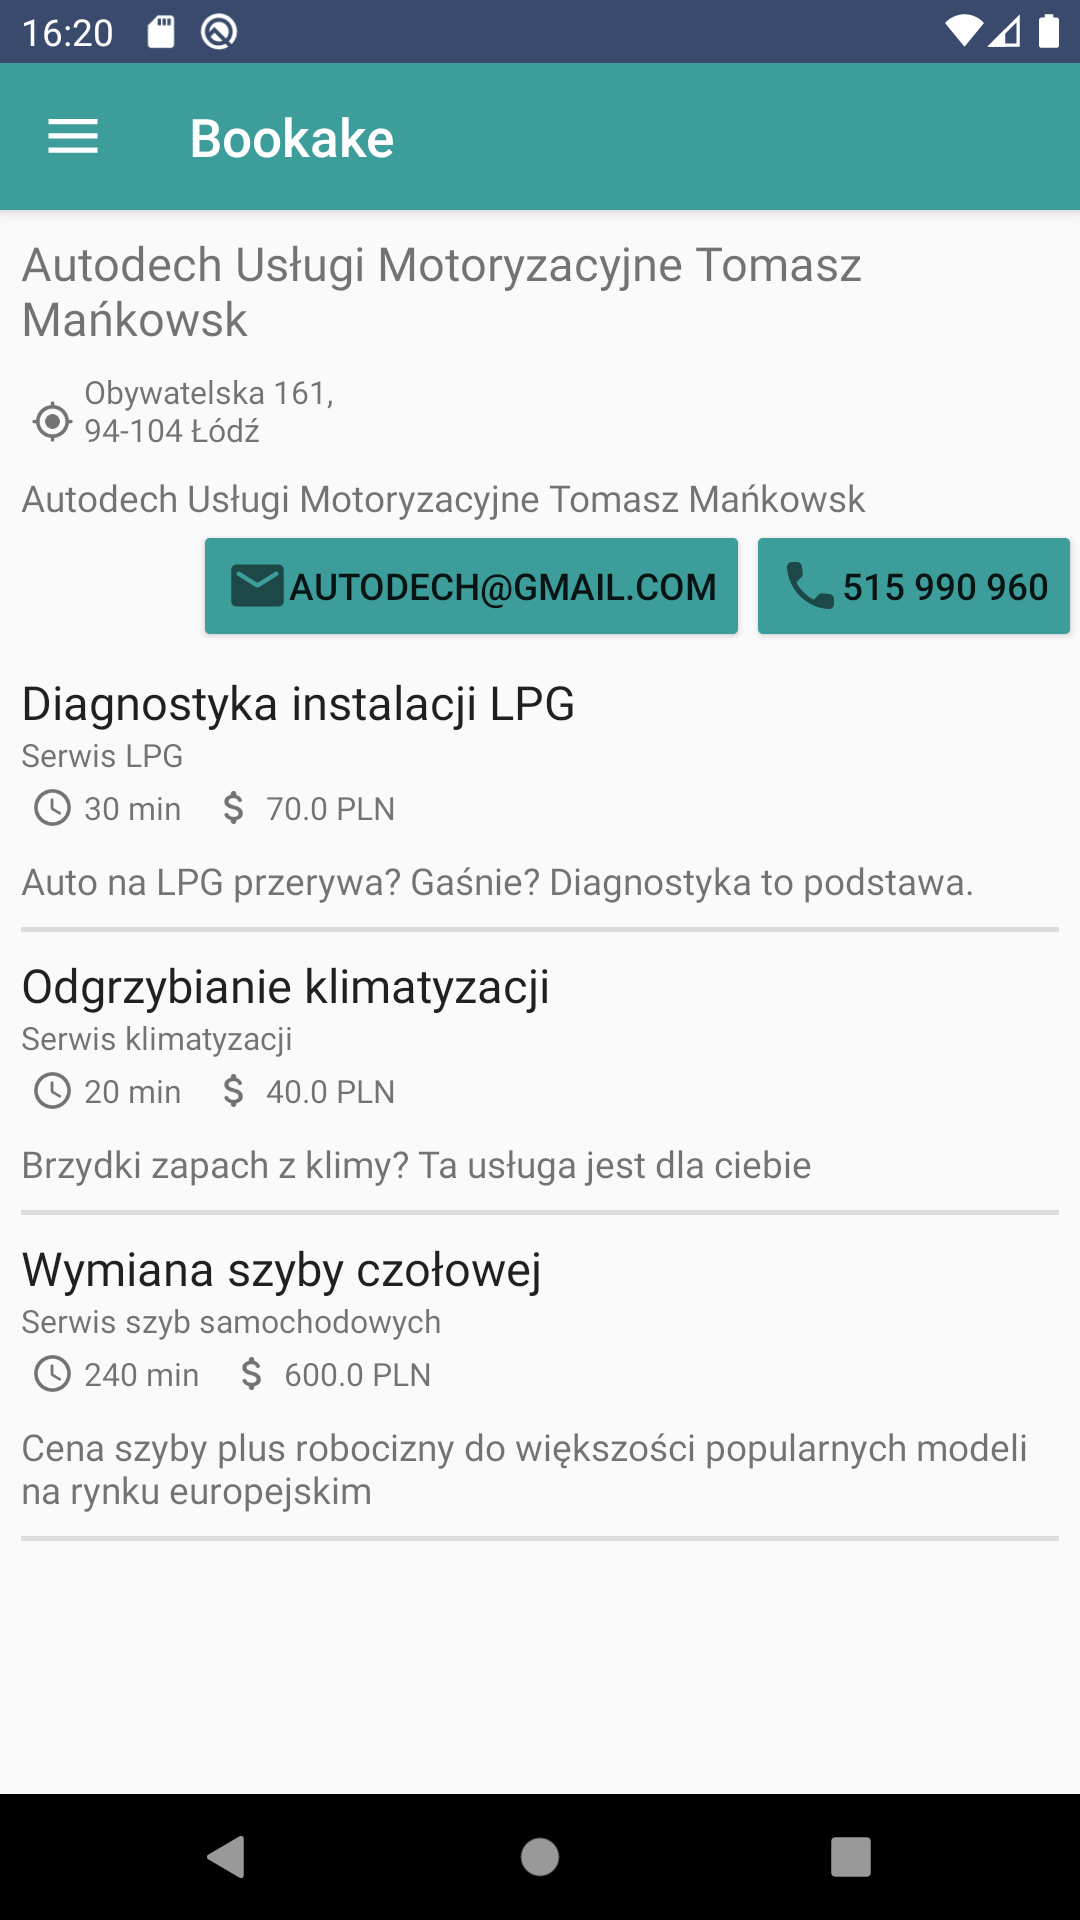 16:20
Bookake
Autodech Usługi Motoryzacyjne Tomasz
Mańkowsk
Obywatelska 161,
94-104 Łódź
Autodech Usługi Motoryzacyjne Tomasz Mańkowsk
AUTODECH@GMAIL.COM
515 990 960
Diagnostyka instalacji LPG
Serwis LPG
30 min $ 70.0 PLN
Auto na LPG przerywa? Gaśnie? Diagnostyka to podstawa.
Odgrzybianie klimatyzacji
Serwis klimatyzacji
20 min $ 40.0 PLN
Brzydki zapach z klimy? Ta usługa jest dla ciebie
Wymiana szyby czołowej
Serwis szyb samochodowych
240 min $ 600.0 PLN
Cena szyby plus robocizny do większości popularnych modeli
na rynku europejskim